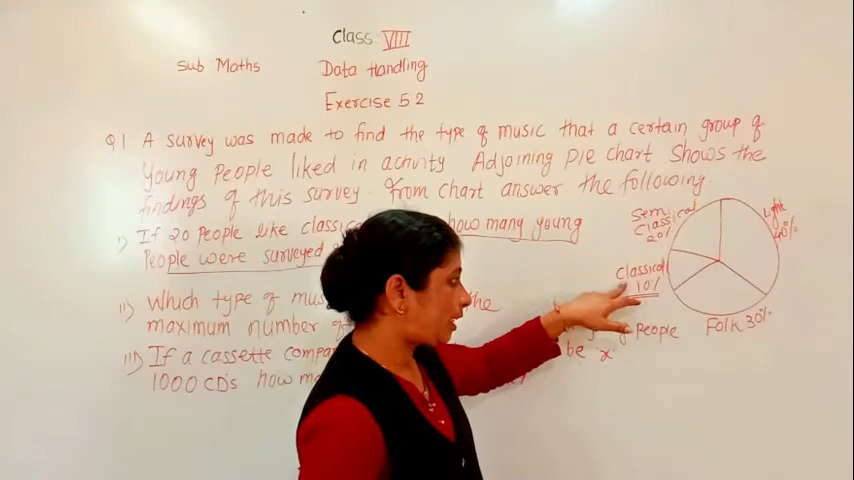 Class VIII
Sub Maths
Data Handling
Exercise 5 2
Q1 A survey was made to find the type of music that a certain group of
young People liked in activity Adjoining Pie chart Shows the
findings of this survey. From chart answer the following.
i) If 20 People like classical how many young
People were surveyed
ii) Which type of the
maximum number of
iii) If a cassette
1000 CD's how
of People
be x
Semi
Classical
20%
Light
40%
Classical
10%
Folk 30%